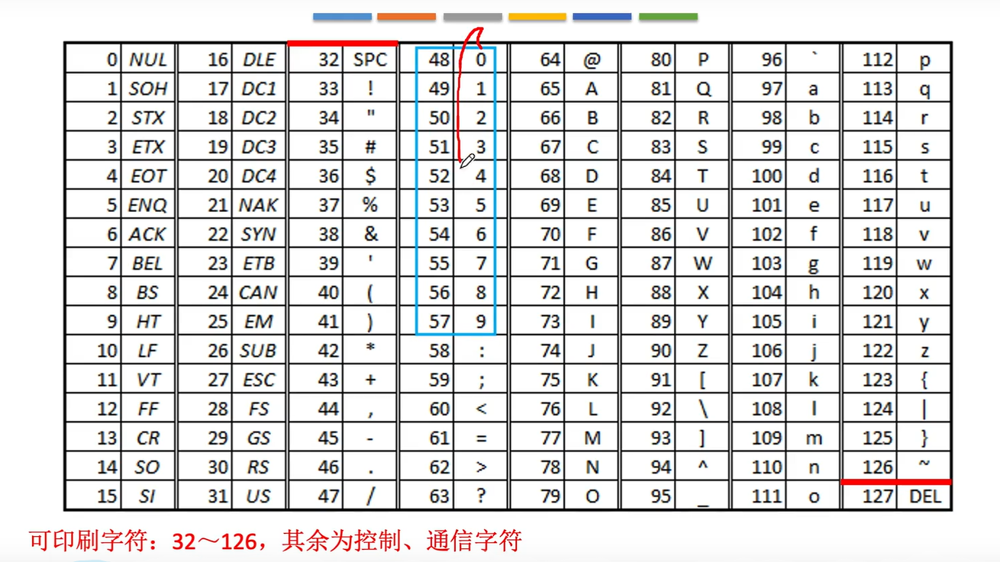 0 NUL 16 DLE 32 SPC 48 0 64 @ 80 P 96 ` 112 p
1 SOH 17 DC1 33 ! 49 1 65 A 81 Q 97 a 113 q
2 STX 18 DC2 34 " 50 2 66 B 82 R 98 b 114 r
3 ETX 19 DC3 35 # 51 3 67 C 83 S 99 c 115 s
4 EOT 20 DC4 36 $ 52 4 68 D 84 T 100 d 116 t
5 ENQ 21 NAK 37 % 53 5 69 E 85 U 101 e 117 u
6 ACK 22 SYN 38 & 54 6 70 F 86 V 102 f 118 v
7 BEL 23 ETB 39 ' 55 7 71 G 87 W 103 g 119 w
8 BS 24 CAN 40 ( 56 8 72 H 88 X 104 h 120 x
9 HT 25 EM 41 ) 57 9 73 I 89 Y 105 i 121 y
10 LF 26 SUB 42 * 58 : 74 J 90 Z 106 j 122 z
11 VT 27 ESC 43 + 59 ; 75 K 91 [ 107 k 123 {
12 FF 28 FS 44 , 60 < 76 L 92 \ 108 l 124 |
13 CR 29 GS 45 - 61 = 77 M 93 ] 109 m 125 }
14 SO 30 RS 46 . 62 > 78 N 94 ^ 110 n 126 ~
15 SI 31 US 47 / 63 ? 79 O 95 _ 111 o 127 DEL
可印刷字符：32～126，其余为控制、通信字符